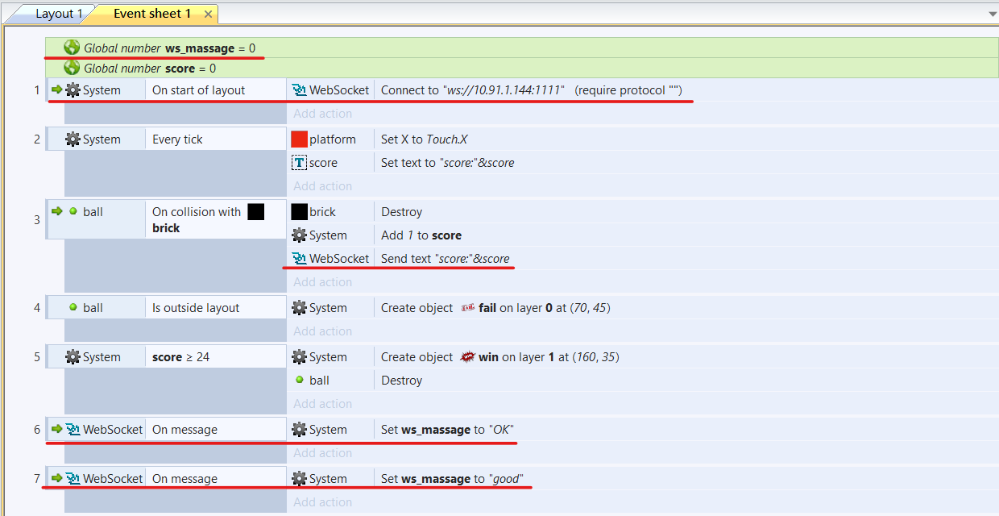 Layout 1 Event sheet 1
Global number ws_massage = 0
Global number score = 0
1 System On start of layout WebSocket Connect to "ws://10.91.1.144:1111" (require protocol "")
Add action
2 System Every tick platform Set X to Touch.X
T score Set text to "score:"&score
Add action
3 ball On collision with brick brick Destroy
System Add 1 to score
WebSocket Send text "score:"&score
Add action
4 ball Is outside layout System Create object fail on layer 0 at (70, 45)
Add action
5 System score ≥ 24 System Create object win on layer 1 at (160, 35)
ball Destroy
Add action
6 WebSocket On message System Set ws_massage to "OK"
Add action
7 WebSocket On message System Set ws_massage to "good"
Add action